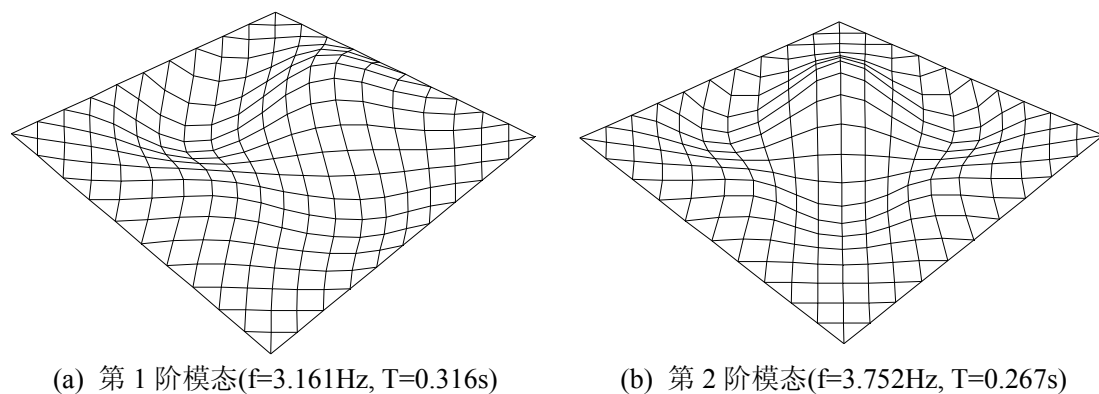 (a) 第 1 阶模态(f=3.161Hz, T=0.316s)
(b) 第 2 阶模态(f=3.752Hz, T=0.267s)